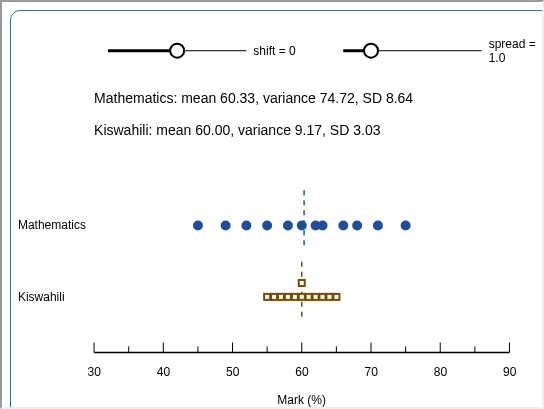 shift = 0
spread =
1.0
Mathematics: mean 60.33, variance 74.72, SD 8.64
Kiswahili: mean 60.00, variance 9.17, SD 3.03
Mathematics
Kiswahili
30 40 50 60 70 80 90
Mark (%)